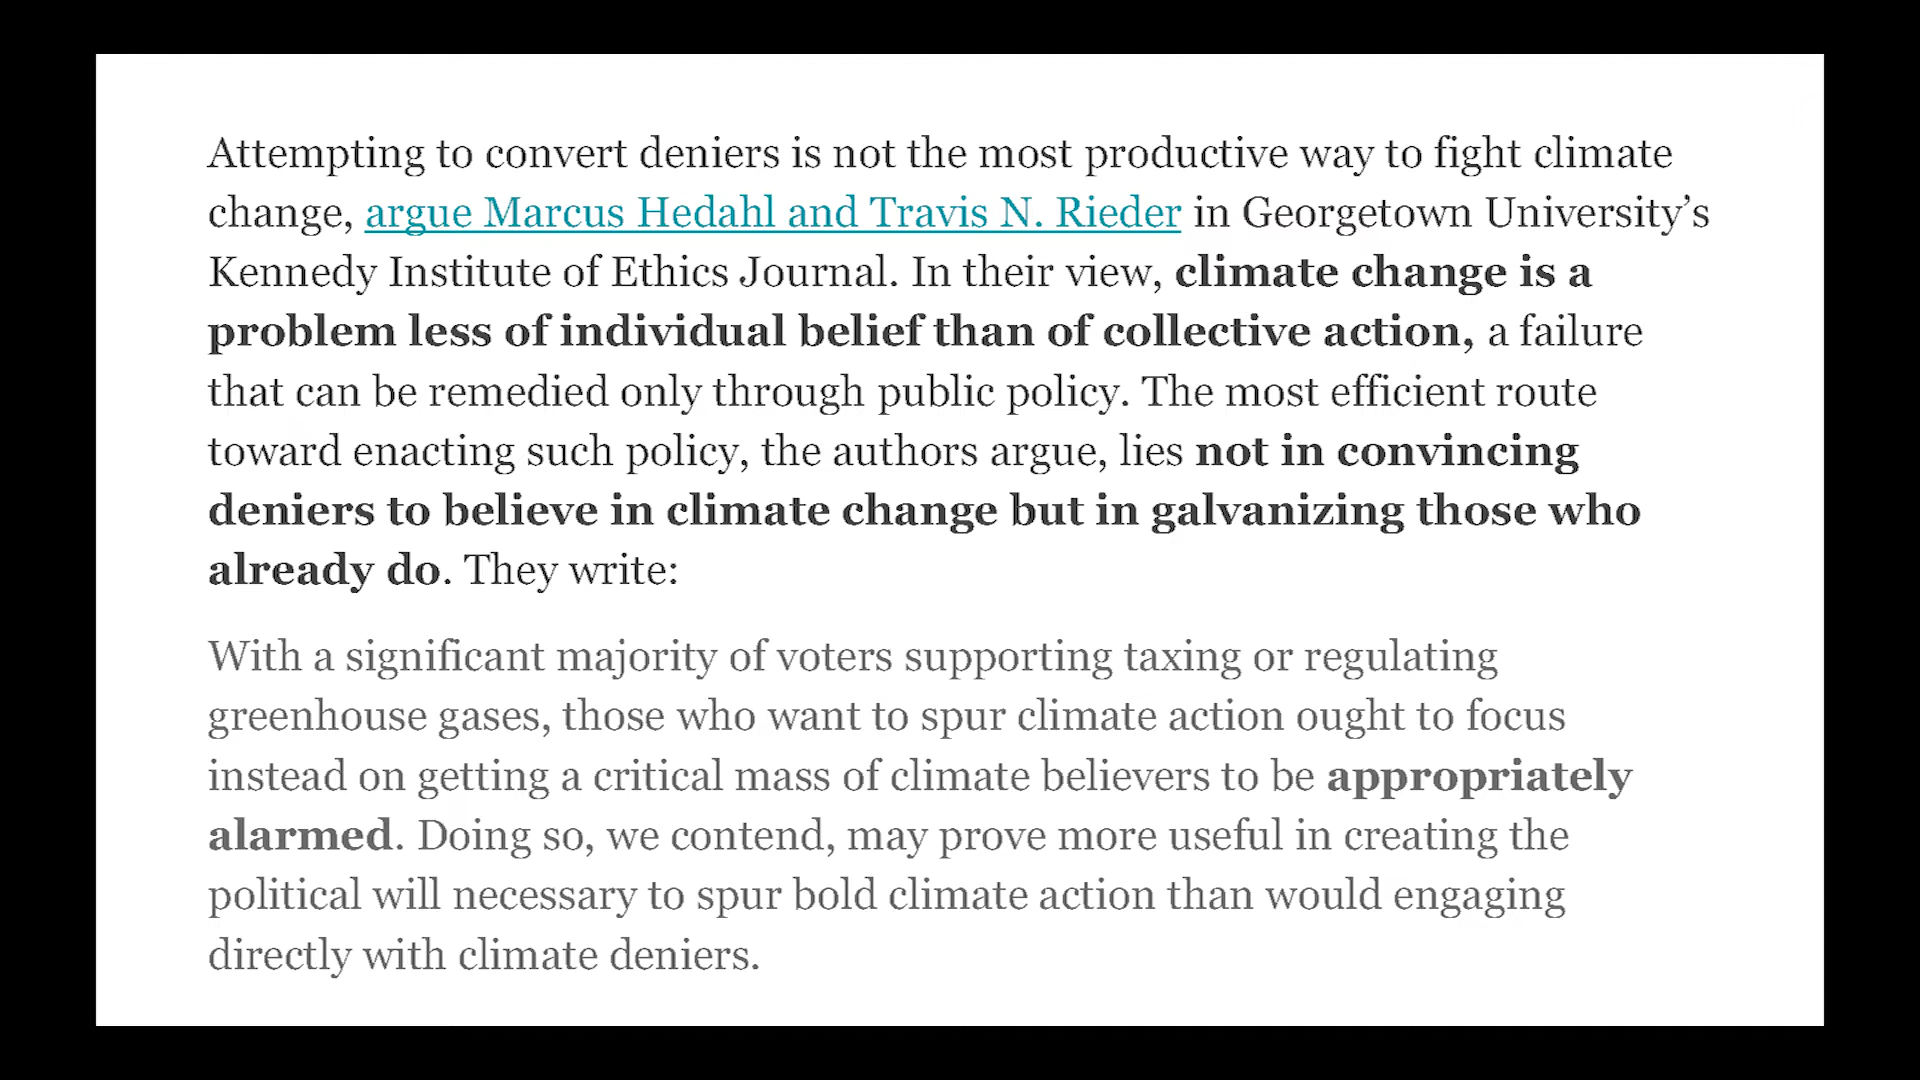 Attempting to convert deniers is not the most productive way to fight climate
change, argue Marcus Hedahl and Travis N. Rieder in Georgetown University’s
Kennedy Institute of Ethics Journal. In their view, climate change is a
problem less of individual belief than of collective action, a failure
that can be remedied only through public policy. The most efficient route
toward enacting such policy, the authors argue, lies not in convincing
deniers to believe in climate change but in galvanizing those who
already do. They write:
With a significant majority of voters supporting taxing or regulating
greenhouse gases, those who want to spur climate action ought to focus
instead on getting a critical mass of climate believers to be appropriately
alarmed. Doing so, we contend, may prove more useful in creating the
political will necessary to spur bold climate action than would engaging
directly with climate deniers.